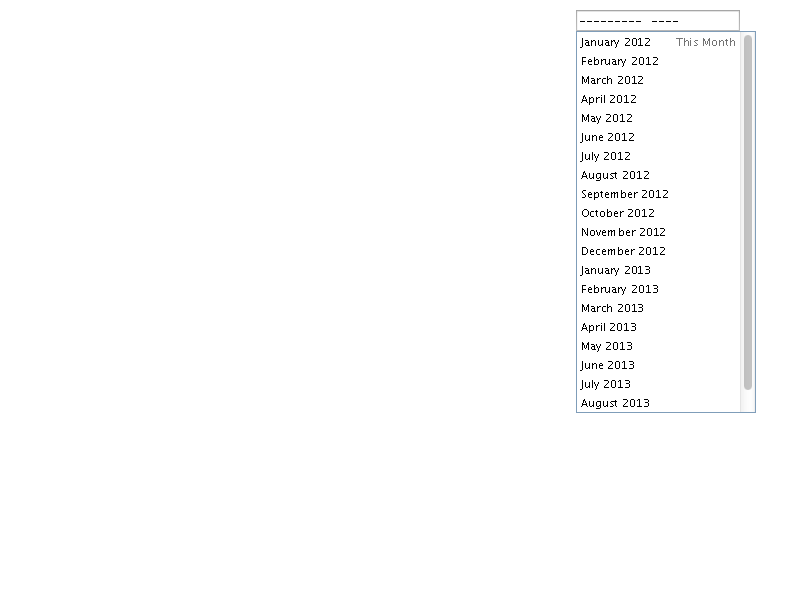 --------- ----
January 2012 This Month
February 2012
March 2012
April 2012
May 2012
June 2012
July 2012
August 2012
September 2012
October 2012
November 2012
December 2012
January 2013
February 2013
March 2013
April 2013
May 2013
June 2013
July 2013
August 2013